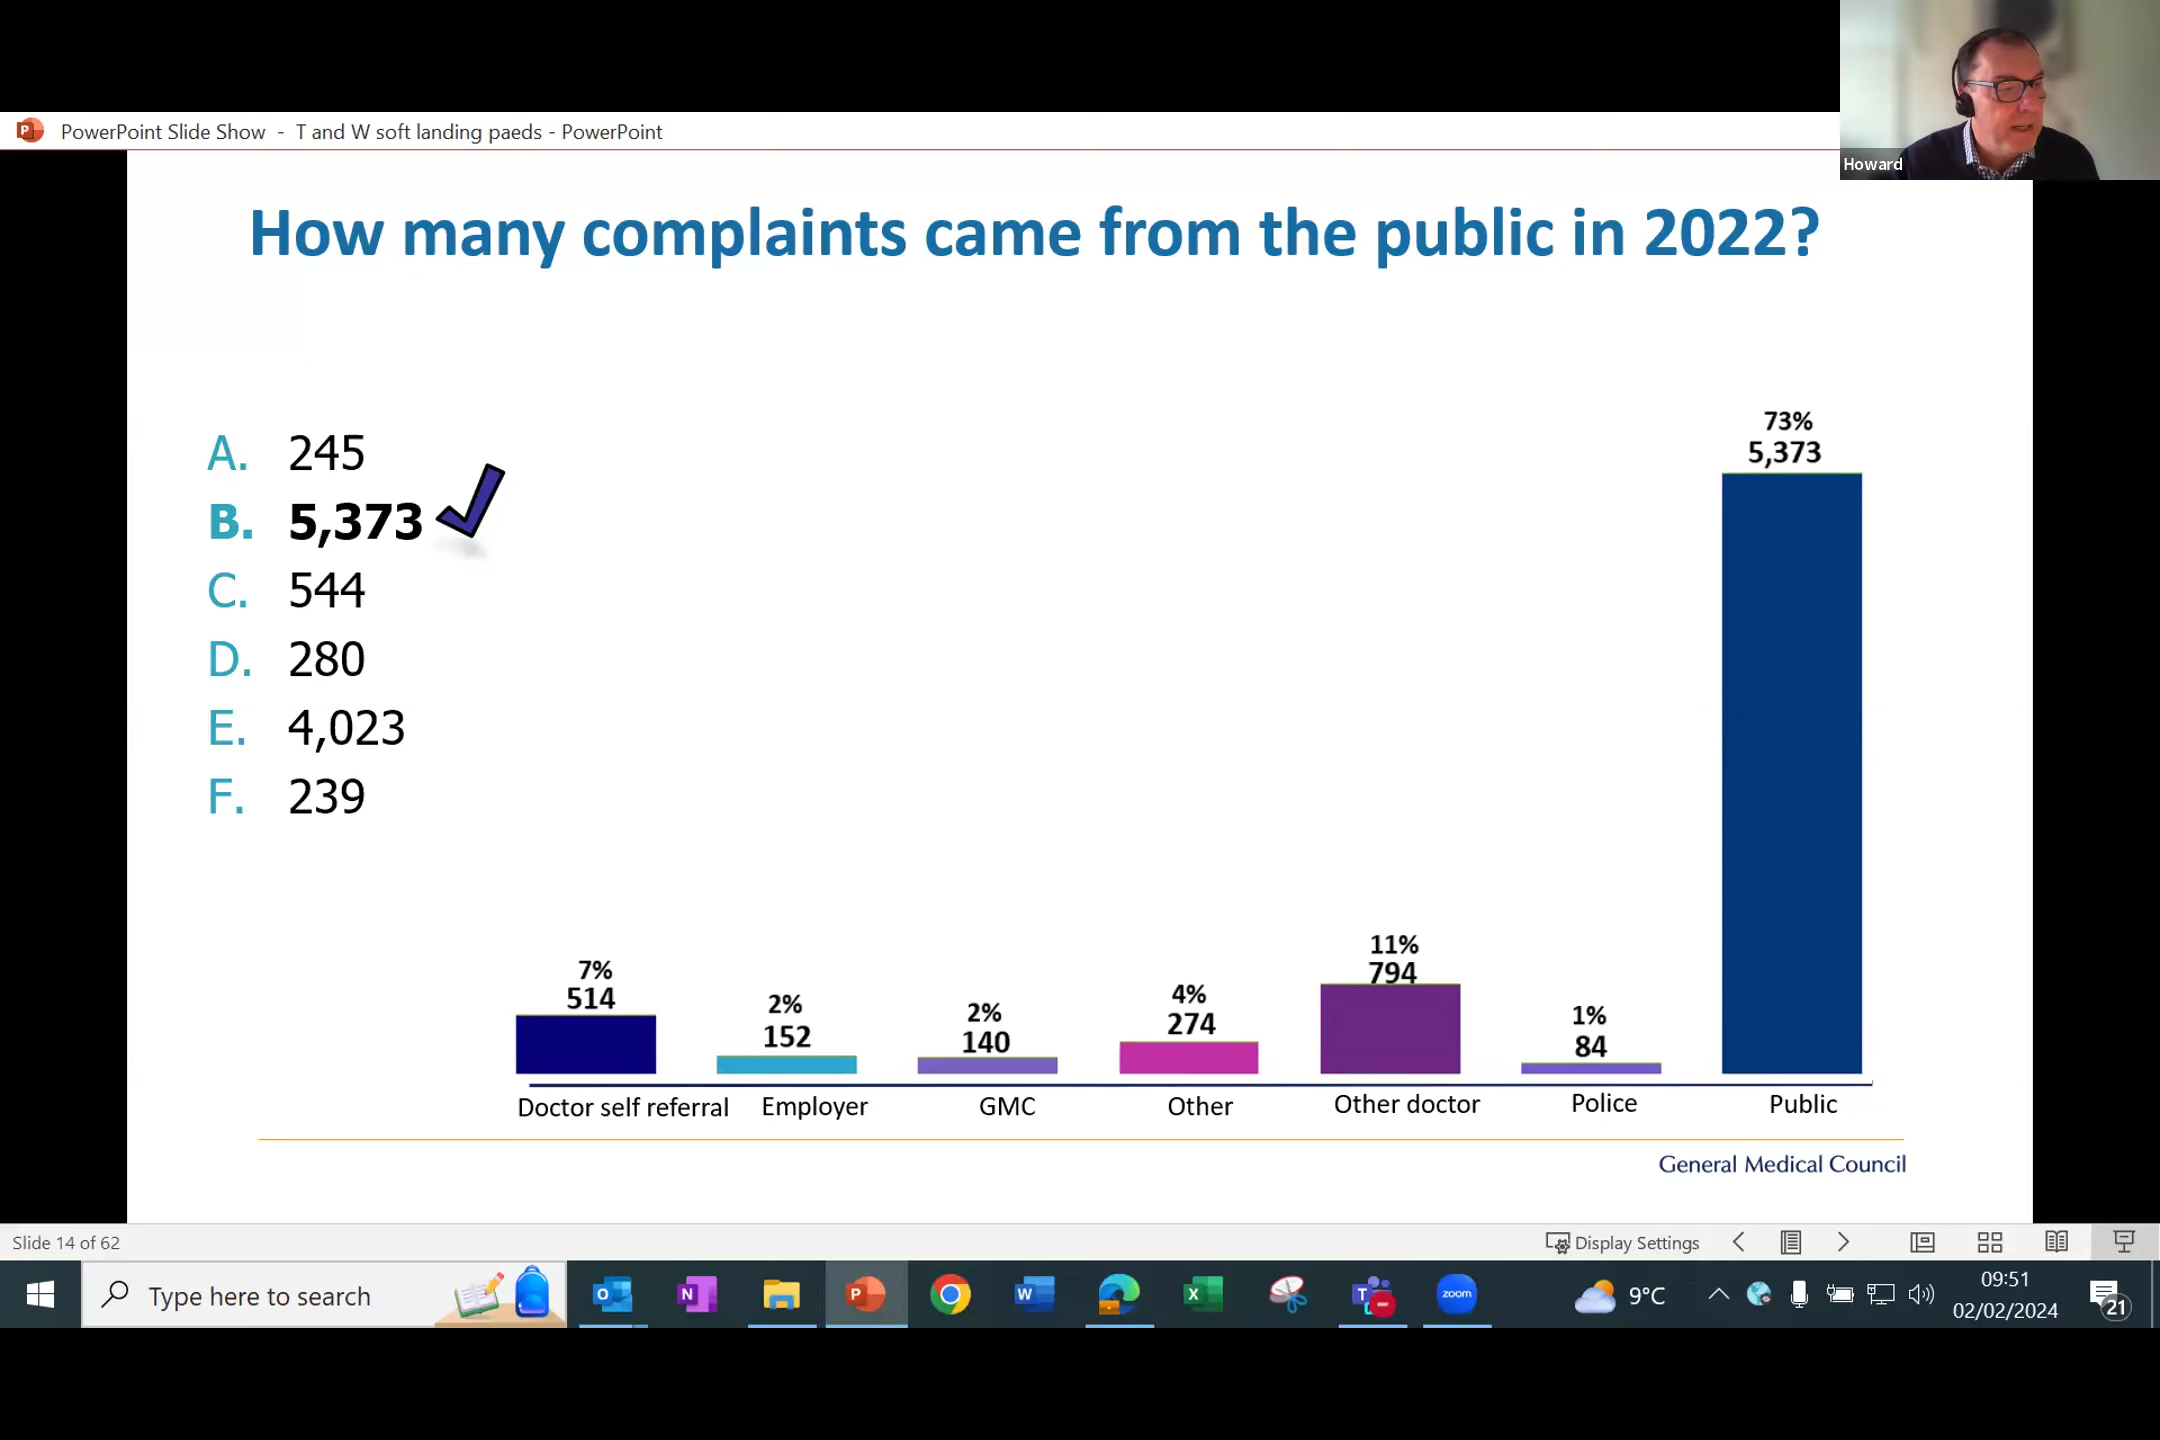 Howard
PowerPoint Slide Show - T and W soft landing paeds - PowerPoint
How many complaints came from the public in 2022?
A. 245
B. 5,373
C. 544
D. 280
E. 4,023
F. 239
7%
514
2%
152
2%
140
4%
274
11%
794
1%
84
73%
5,373
Doctor self referral
Employer
GMC
Other
Other doctor
Police
Public
General Medical Council
Slide 14 of 62
Display Settings
Type here to search
zoom
9°C
09:51
02/02/2024
21